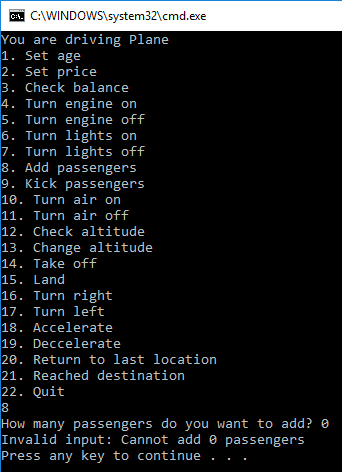 C:\WINDOWS\system32\cmd.exe
You are driving Plane
1. Set age
2. Set price
3. Check balance
4. Turn engine on
5. Turn engine off
6. Turn lights on
7. Turn lights off
8. Add passengers
9. Kick passengers
10. Turn air on
11. Turn air off
12. Check altitude
13. Change altitude
14. Take off
15. Land
16. Turn right
17. Turn left
18. Accelerate
19. Deccelerate
20. Return to last location
21. Reached destination
22. Quit
8
How many passengers do you want to add? 0
Invalid input: Cannot add 0 passengers
Press any key to continue . . .